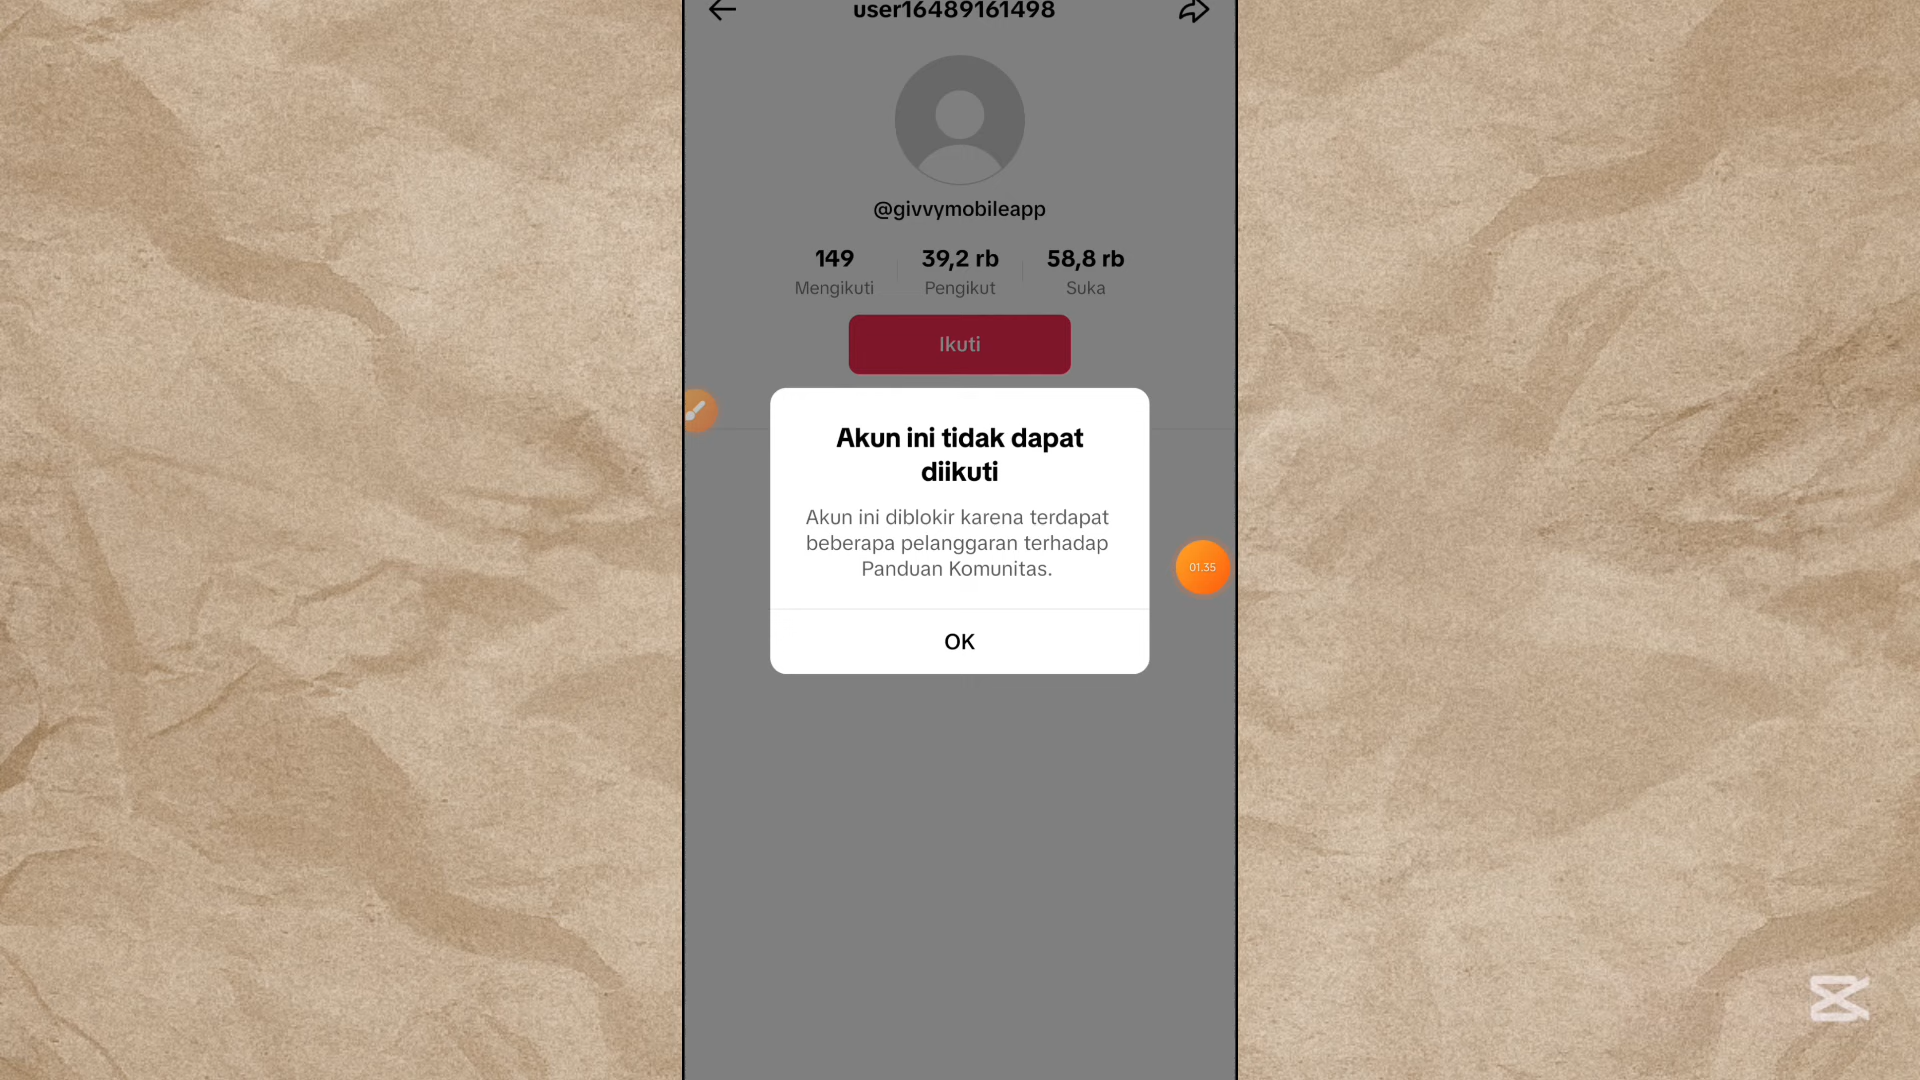 user16489161498
@givvymobileapp
149 39,2 rb 58,8 rb
Mengikuti Pengikut Suka
Ikuti
Akun ini tidak dapat
diikuti
Akun ini diblokir karena terdapat
beberapa pelanggaran terhadap
Panduan Komunitas.
01.35
OK